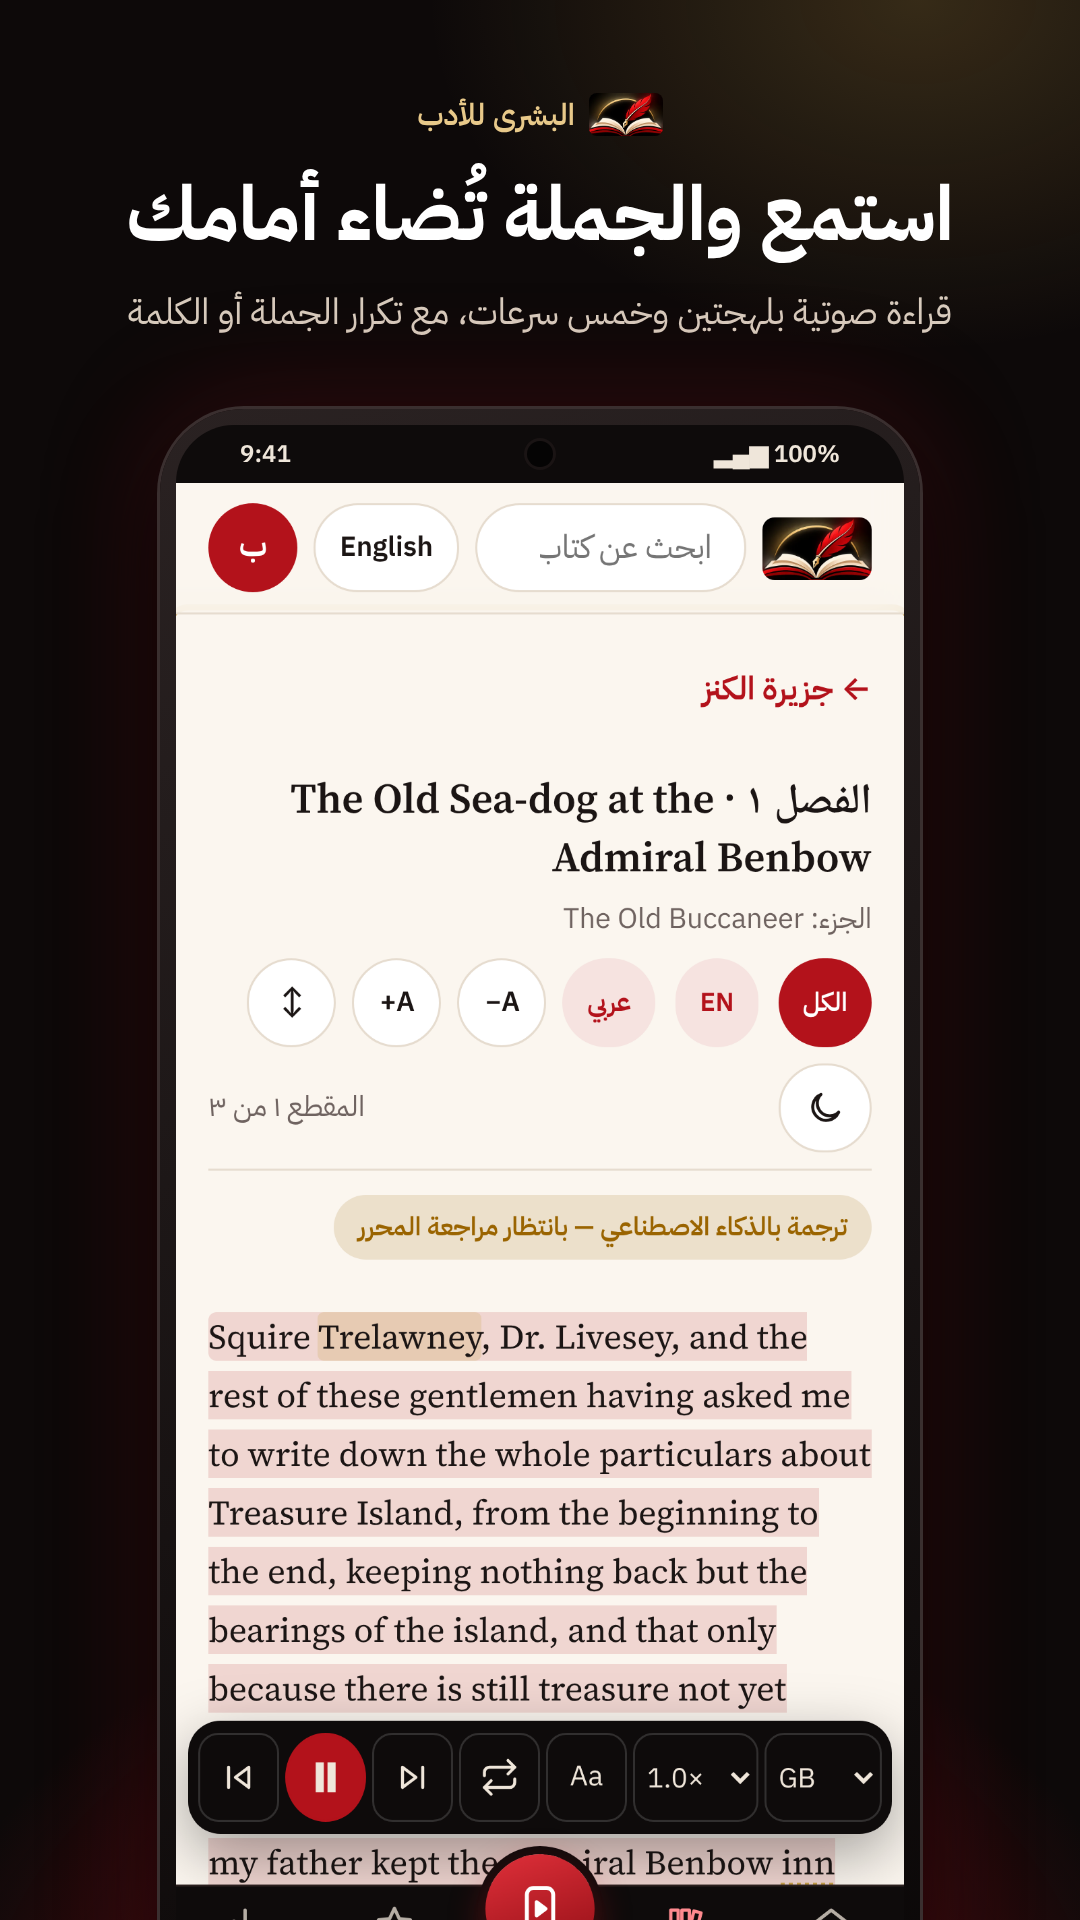 البشرى للأدب
استمع والجملة تُضاء أمامك
قراءة صوتية بلهجتين وخمس سرعات، مع تكرار الجملة أو الكلمة
9:41
100%
ابحث عن كتاب
English
ب
← جزيرة الكنز
الفصل ١ · The Old Sea-dog at the
Admiral Benbow
الجزء: The Old Buccaneer
الكل
EN
عربي
A−
A+
المقطع ١ من ٣
ترجمة بالذكاء الاصطناعي — بانتظار مراجعة المحرر
Squire Trelawney, Dr. Livesey, and the
rest of these gentlemen having asked me
to write down the whole particulars about
Treasure Island, from the beginning to
the end, keeping nothing back but the
bearings of the island, and that only
because there is still treasure not yet
Aa
1.0×
GB
my father kept the iral Benbow inn